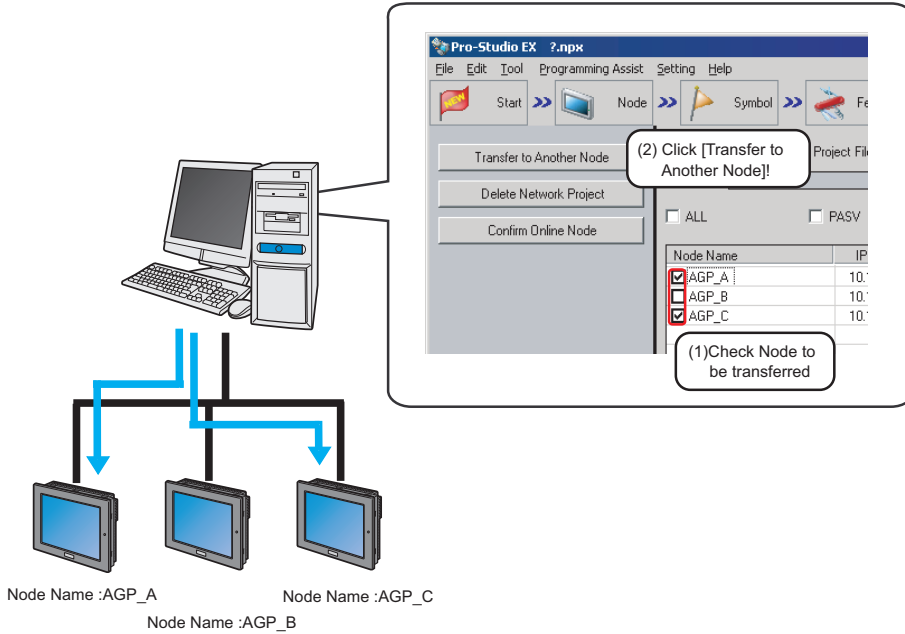 Pro-Studio EX ?.npx
File Edit Tool Programming Assist Setting Help
NEW Start Node Symbol Fe
Transfer to Another Node
Delete Network Project
Confirm Online Node
(2) Click [Transfer to
Another Node]!
Project Fil
ALL PASV
Node Name IP
AGP_A 10.
AGP_B 10.
AGP_C 10.
(1)Check Node to
be transferred
Node Name :AGP_A
Node Name :AGP_B
Node Name :AGP_C